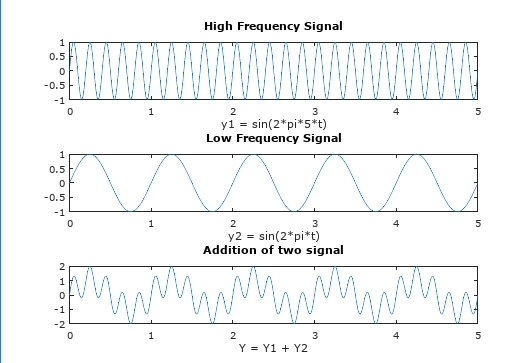 High Frequency Signal
1
0.5
0
-0.5
-1
0 1 2 3 4 5
y1 = sin(2*pi*5*t)
Low Frequency Signal
1
0.5
0
-0.5
-1
0 1 2 3 4 5
y2 = sin(2*pi*t)
Addition of two signal
2
1
0
-1
-2
0 1 2 3 4 5
Y = Y1 + Y2